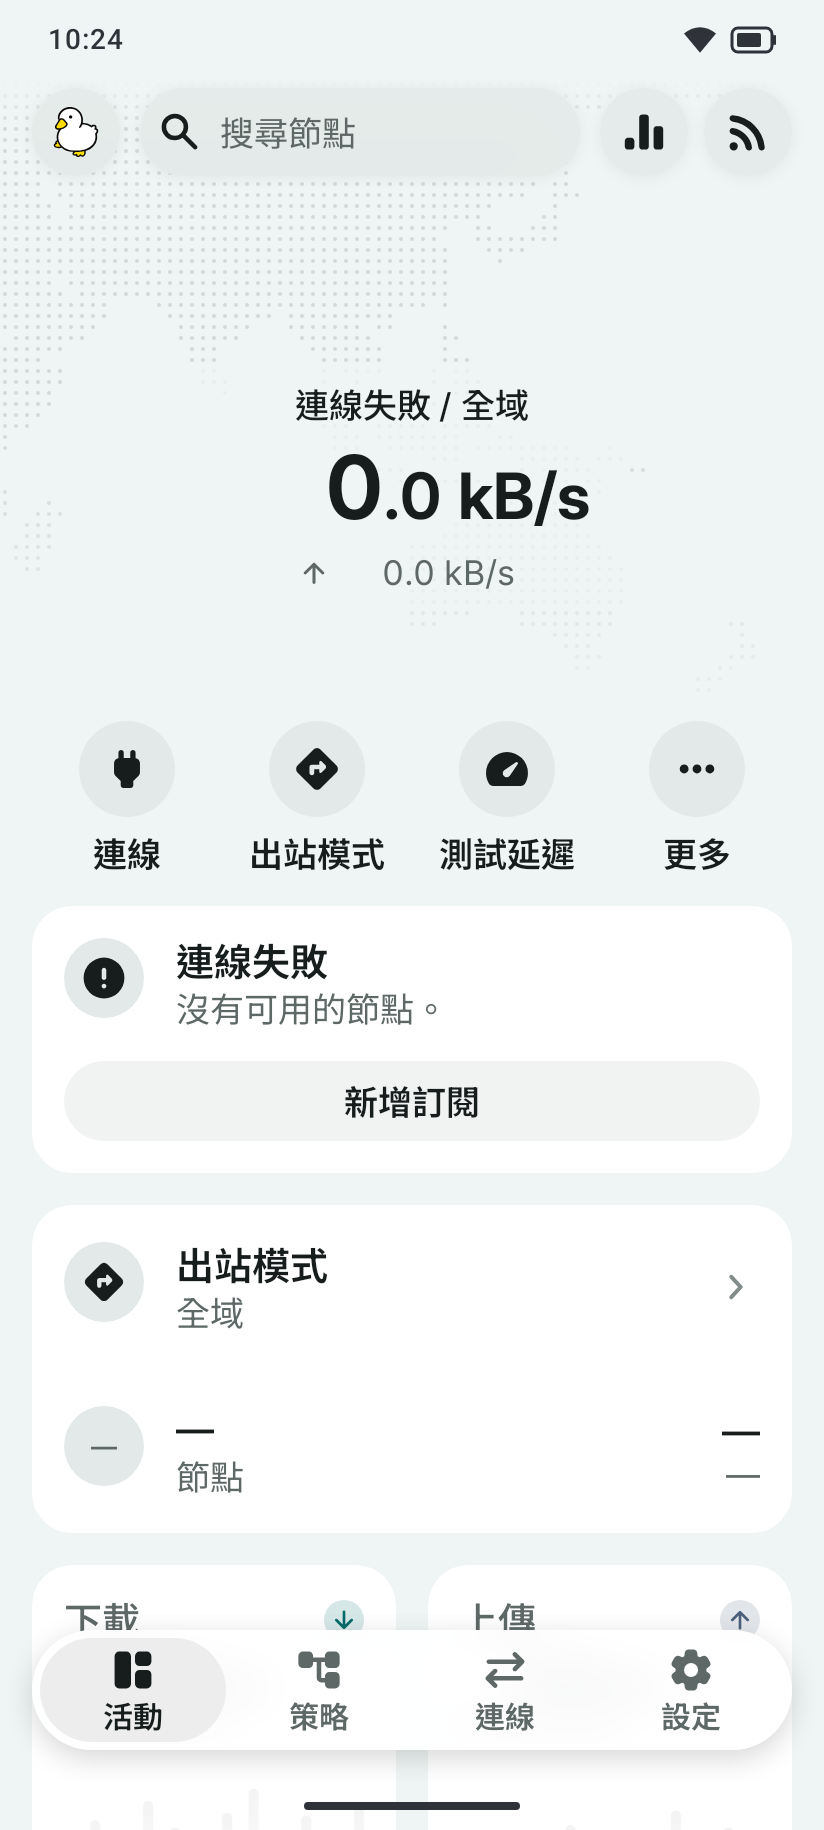 10:24
搜尋節點
連線失敗 / 全域
0.0 kB/s
↑ 0.0 kB/s
連線 出站模式 測試延遲 更多
連線失敗
沒有可用的節點。
新增訂閱
出站模式
全域
— — —
節點 —
下載 上傳
活動 策略 連線 設定